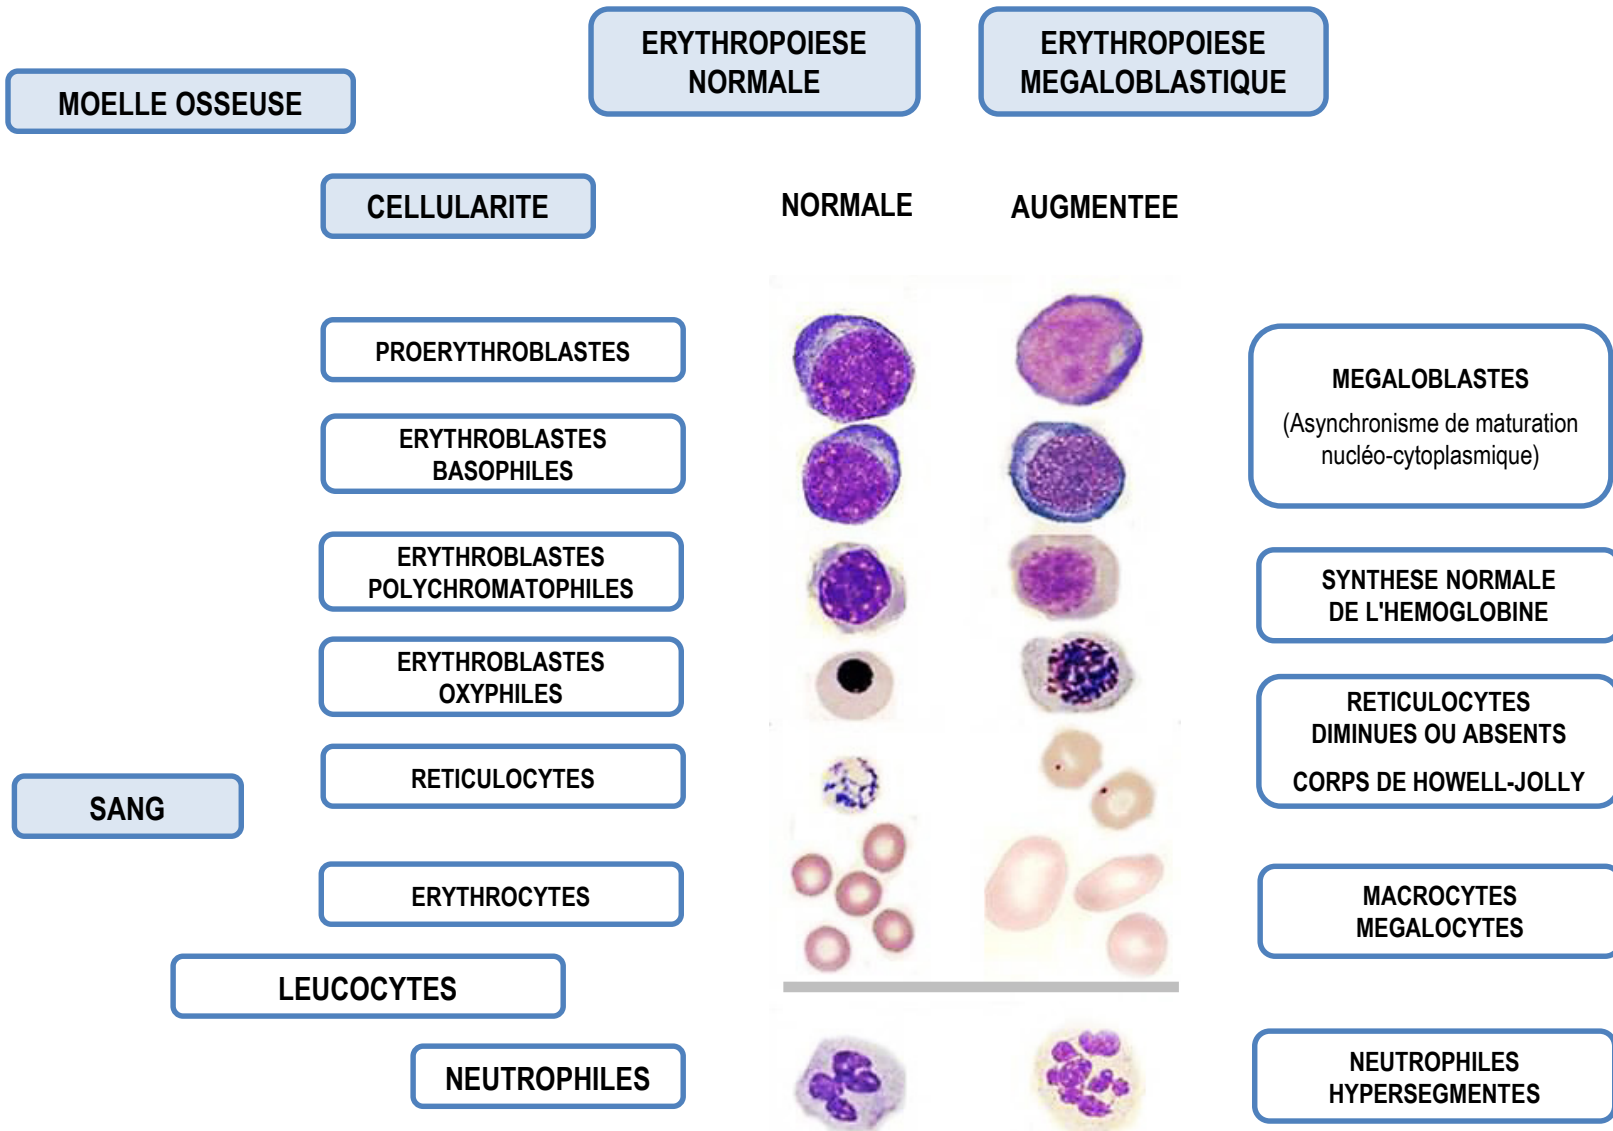 ERYTHROPOIESE
NORMALE
ERYTHROPOIESE
MEGALOBLASTIQUE
MOELLE OSSEUSE
CELLULARITE
NORMALE
AUGMENTEE
PROERYTHROBLASTES
MEGALOBLASTES
(Asynchronisme de maturation
nucléo-cytoplasmique)
ERYTHROBLASTES
BASOPHILES
ERYTHROBLASTES
POLYCHROMATOPHILES
SYNTHESE NORMALE
DE L'HEMOGLOBINE
ERYTHROBLASTES
OXYPHILES
RETICULOCYTES
DIMINUES OU ABSENTS
CORPS DE HOWELL-JOLLY
RETICULOCYTES
SANG
ERYTHROCYTES
MACROCYTES
MEGALOCYTES
LEUCOCYTES
NEUTROPHILES
NEUTROPHILES
HYPERSEGMENTES